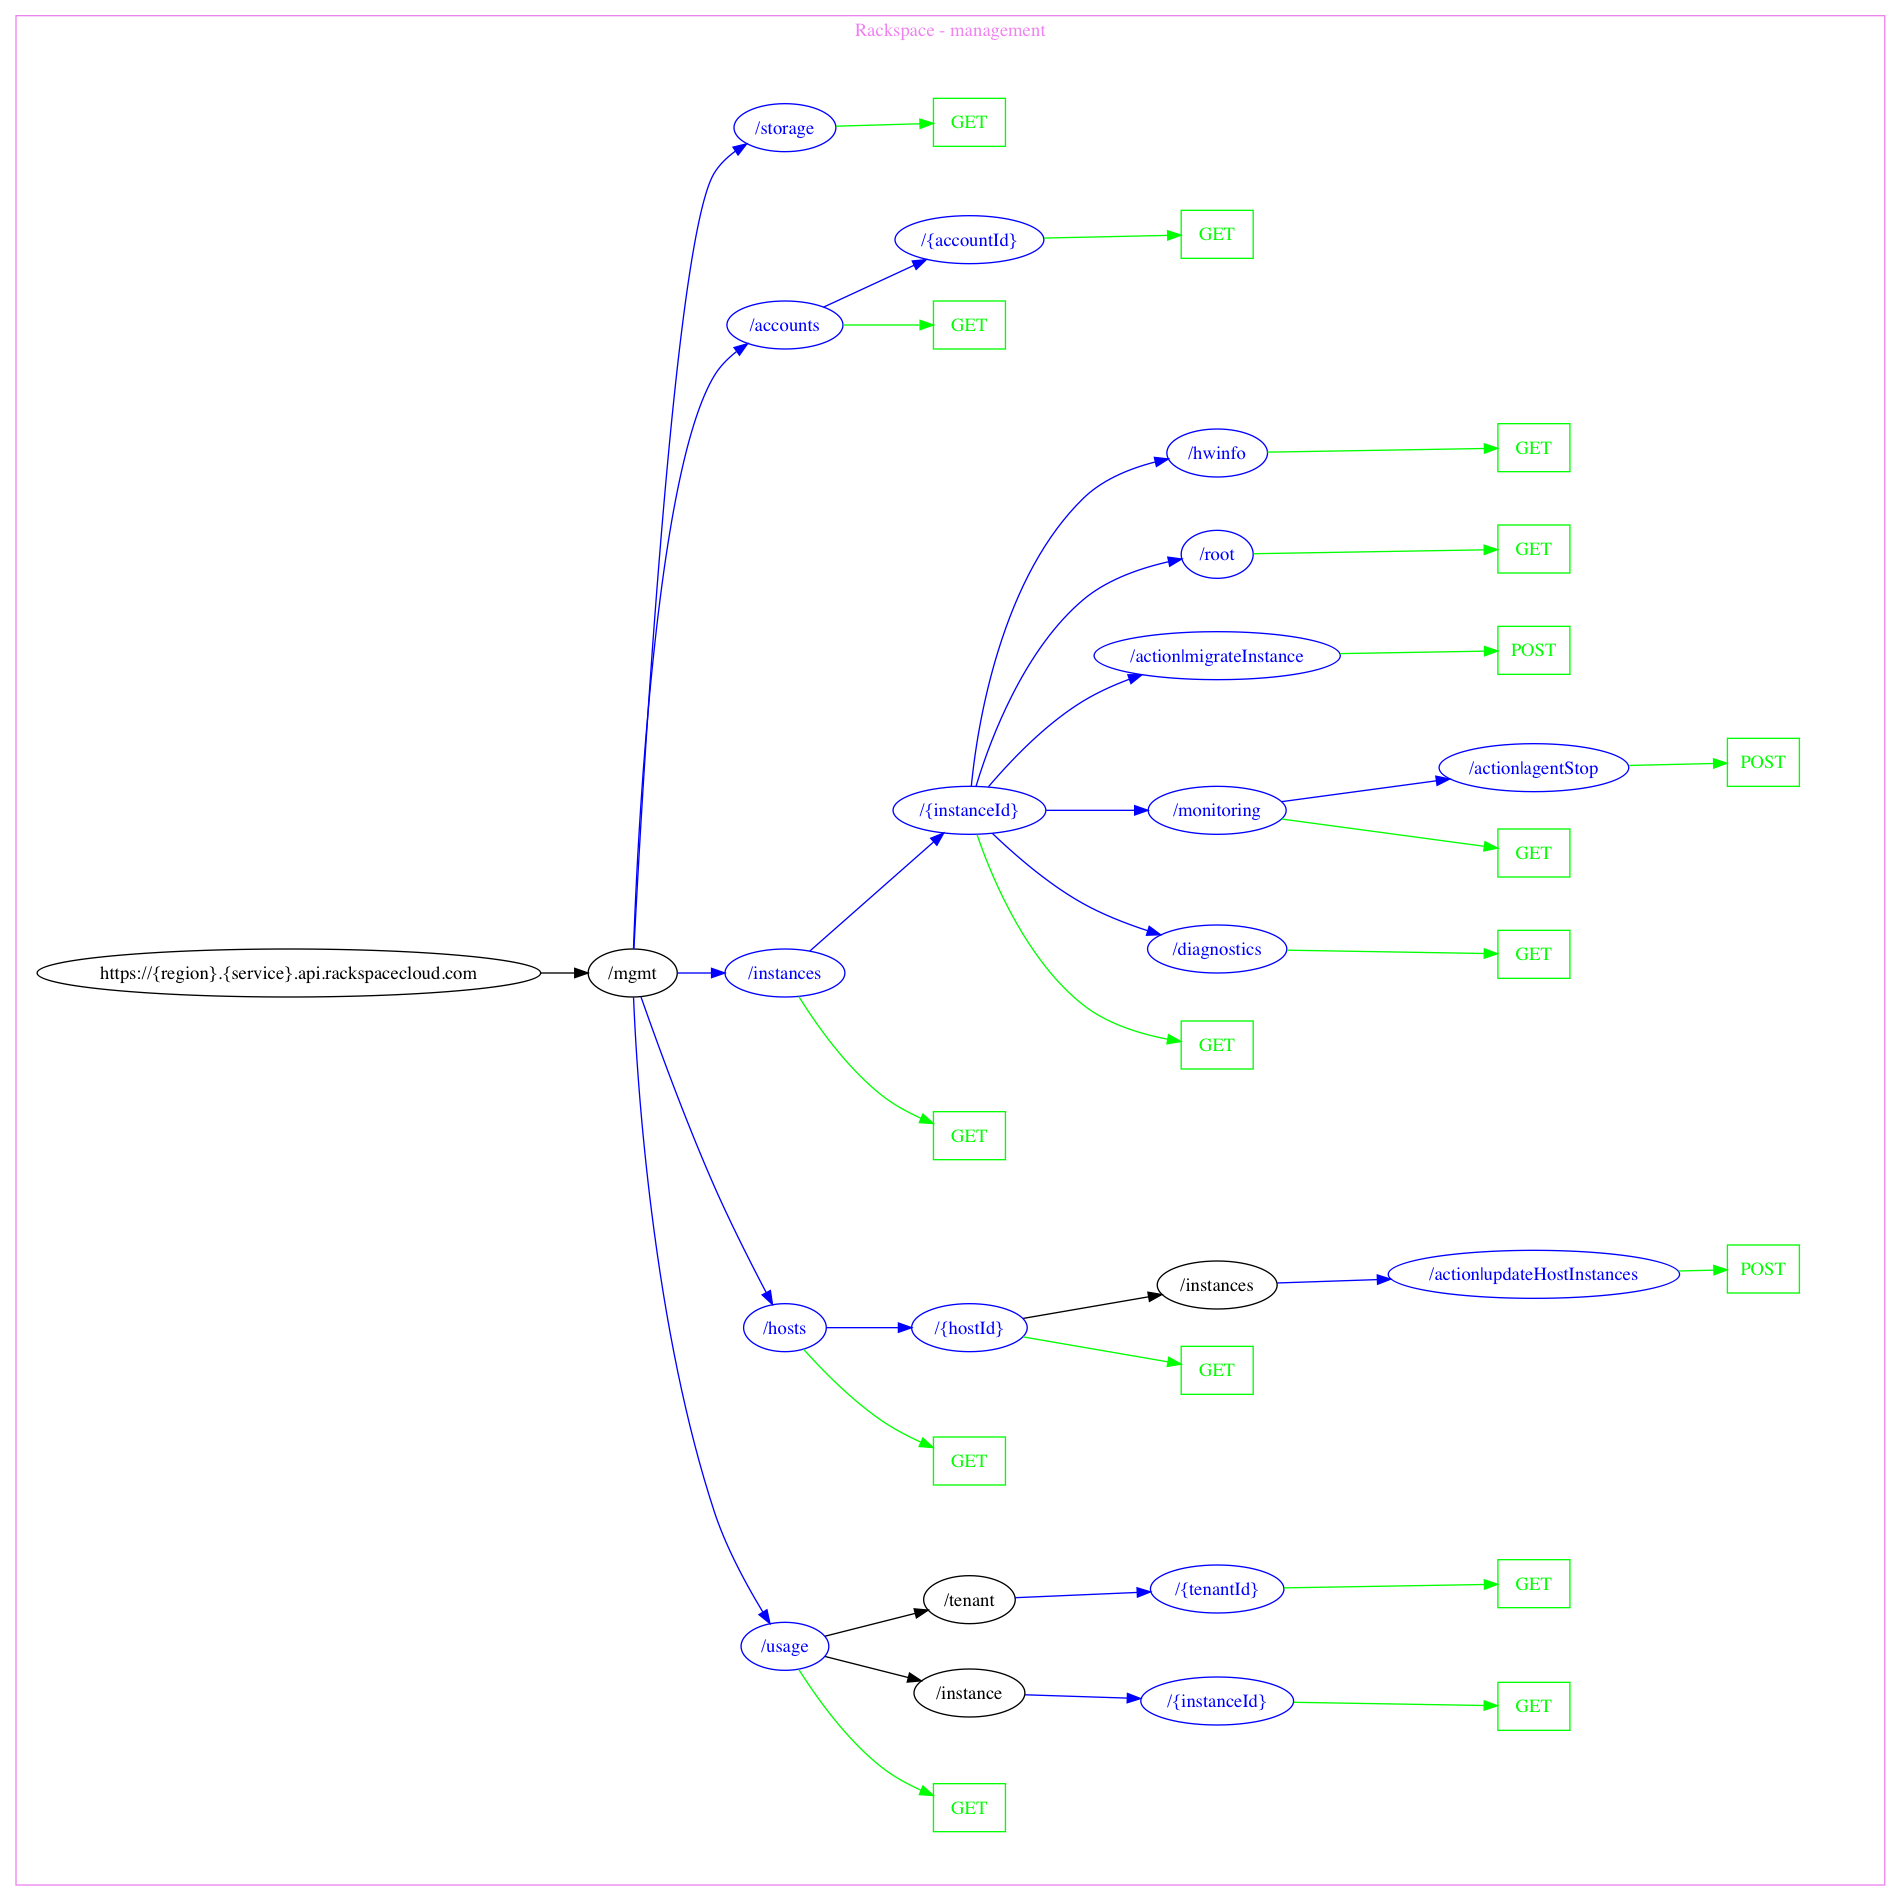 Rackspace - management
/storage
GET
/{accountId}
GET
/accounts
GET
/hwinfo
GET
/root
GET
/action|migrateInstance
POST
/action|agentStop
POST
/{instanceId}
/monitoring
GET
/diagnostics
GET
https://{region}.{service}.api.rackspacecloud.com
/mgmt
/instances
GET
GET
/instances
/action|updateHostInstances
POST
/hosts
/{hostId}
GET
GET
/tenant
/{tenantId}
GET
/usage
/instance
/{instanceId}
GET
GET